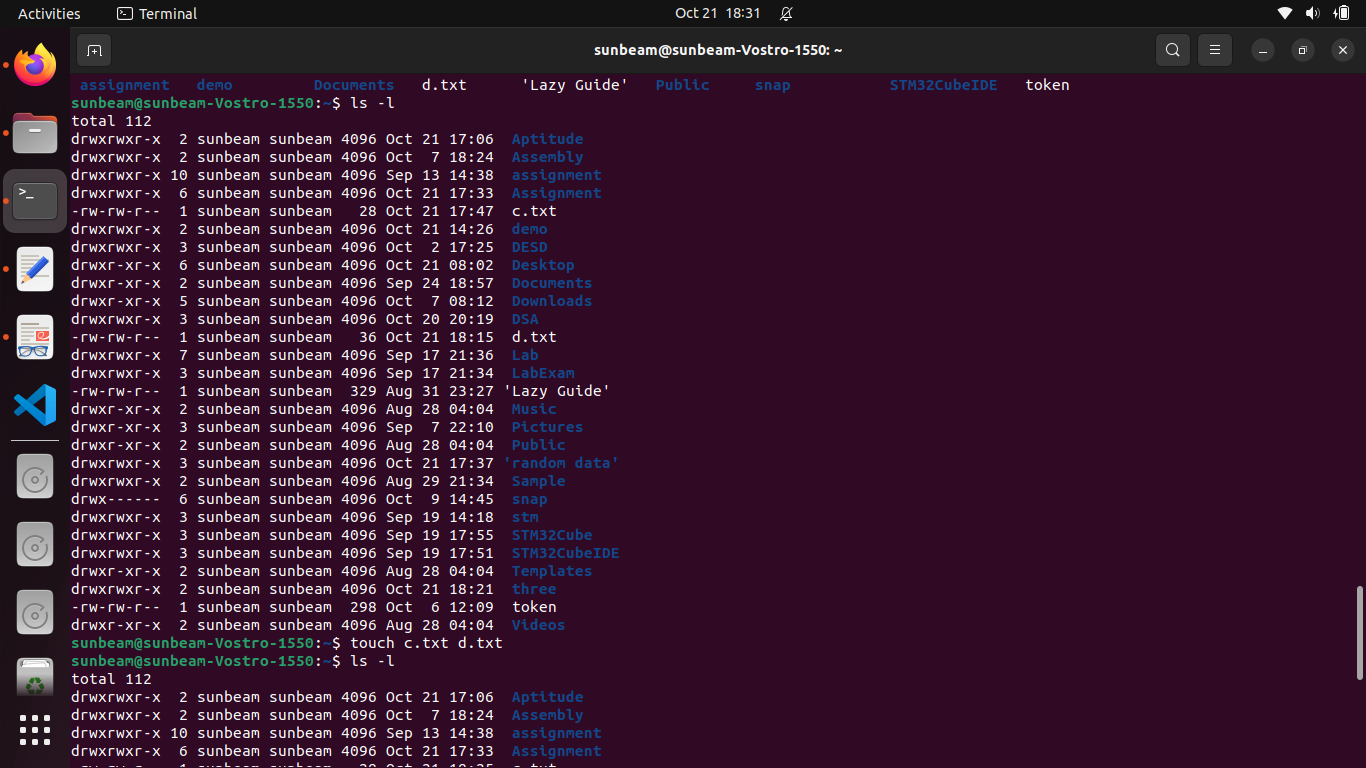 Activities Terminal Oct 21 18:31
sunbeam@sunbeam-Vostro-1550: ~
assignment demo Documents d.txt 'Lazy Guide' Public snap STM32CubeIDE token
sunbeam@sunbeam-Vostro-1550:~$ ls -l
total 112
drwxrwxr-x 2 sunbeam sunbeam 4096 Oct 21 17:06 Aptitude
drwxrwxr-x 2 sunbeam sunbeam 4096 Oct 7 18:24 Assembly
drwxrwxr-x 10 sunbeam sunbeam 4096 Sep 13 14:38 assignment
drwxrwxr-x 6 sunbeam sunbeam 4096 Oct 21 17:33 Assignment
-rw-rw-r-- 1 sunbeam sunbeam 28 Oct 21 17:47 c.txt
drwxrwxr-x 2 sunbeam sunbeam 4096 Oct 21 14:26 demo
drwxrwxr-x 3 sunbeam sunbeam 4096 Oct 2 17:25 DESD
drwxr-xr-x 6 sunbeam sunbeam 4096 Oct 21 08:02 Desktop
drwxr-xr-x 2 sunbeam sunbeam 4096 Sep 24 18:57 Documents
drwxr-xr-x 5 sunbeam sunbeam 4096 Oct 7 08:12 Downloads
drwxrwxr-x 3 sunbeam sunbeam 4096 Oct 20 20:19 DSA
-rw-rw-r-- 1 sunbeam sunbeam 36 Oct 21 18:15 d.txt
drwxrwxr-x 7 sunbeam sunbeam 4096 Sep 17 21:36 Lab
drwxrwxr-x 3 sunbeam sunbeam 4096 Sep 17 21:34 LabExam
-rw-rw-r-- 1 sunbeam sunbeam 329 Aug 31 23:27 'Lazy Guide'
drwxr-xr-x 2 sunbeam sunbeam 4096 Aug 28 04:04 Music
drwxr-xr-x 3 sunbeam sunbeam 4096 Sep 7 22:10 Pictures
drwxr-xr-x 2 sunbeam sunbeam 4096 Aug 28 04:04 Public
drwxrwxr-x 3 sunbeam sunbeam 4096 Oct 21 17:37 'random data'
drwxrwxr-x 2 sunbeam sunbeam 4096 Aug 29 21:34 Sample
drwx------ 6 sunbeam sunbeam 4096 Oct 9 14:45 snap
drwxrwxr-x 3 sunbeam sunbeam 4096 Sep 19 14:18 stm
drwxrwxr-x 3 sunbeam sunbeam 4096 Sep 19 17:55 STM32Cube
drwxrwxr-x 3 sunbeam sunbeam 4096 Sep 19 17:51 STM32CubeIDE
drwxr-xr-x 2 sunbeam sunbeam 4096 Aug 28 04:04 Templates
drwxrwxr-x 2 sunbeam sunbeam 4096 Oct 21 18:21 three
-rw-rw-r-- 1 sunbeam sunbeam 298 Oct 6 12:09 token
drwxr-xr-x 2 sunbeam sunbeam 4096 Aug 28 04:04 Videos
sunbeam@sunbeam-Vostro-1550:~$ touch c.txt d.txt
sunbeam@sunbeam-Vostro-1550:~$ ls -l
total 112
drwxrwxr-x 2 sunbeam sunbeam 4096 Oct 21 17:06 Aptitude
drwxrwxr-x 2 sunbeam sunbeam 4096 Oct 7 18:24 Assembly
drwxrwxr-x 10 sunbeam sunbeam 4096 Sep 13 14:38 assignment
drwxrwxr-x 6 sunbeam sunbeam 4096 Oct 21 17:33 Assignment